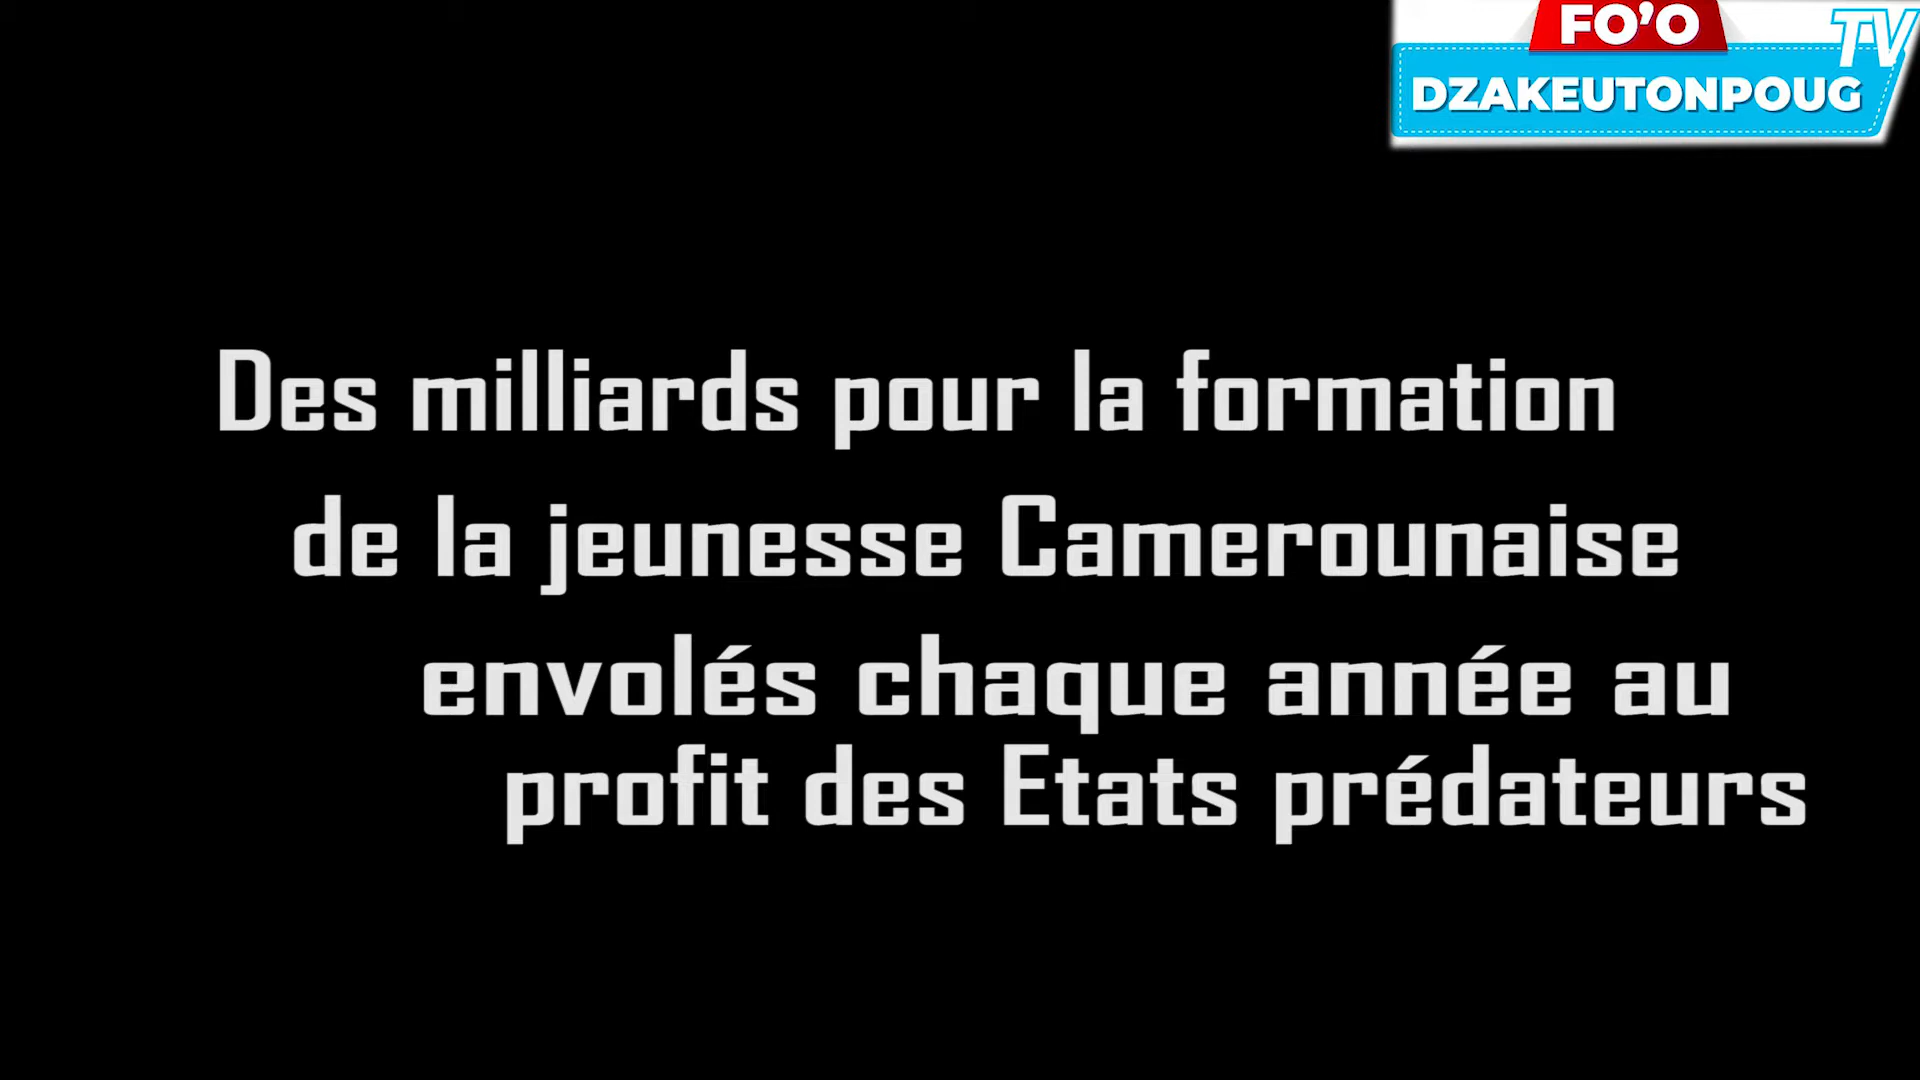 FO’O
TV
DZAKEUTONPOUG
Des milliards pour la formation
de la jeunesse Camerounaise
envolés chaque année au
profit des Etats prédateurs